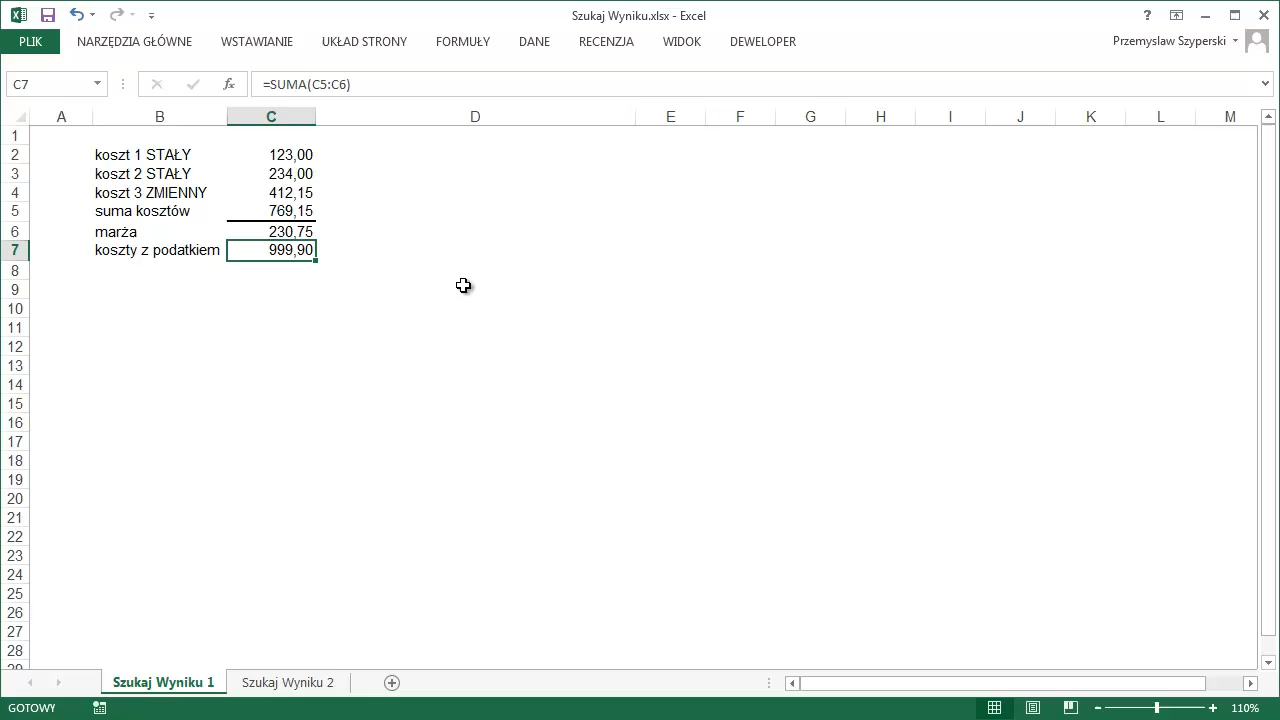 Szukaj Wyniku.xlsx - Excel
PLIK NARZĘDZIA GŁÓWNE WSTAWIANIE UKŁAD STRONY FORMUŁY DANE RECENZJA WIDOK DEWELOPER Przemyslaw Szyperski
C7 fx =SUMA(C5:C6)
A B C D E F G H I J K L M
1
2 koszt 1 STAŁY 123,00
3 koszt 2 STAŁY 234,00
4 koszt 3 ZMIENNY 412,15
5 suma kosztów 769,15
6 marża 230,75
7 koszty z podatkiem 999,90
8
9
10
11
12
13
14
15
16
17
18
19
20
21
22
23
24
25
26
27
28
29
Szukaj Wyniku 1 Szukaj Wyniku 2
GOTOWY 110%